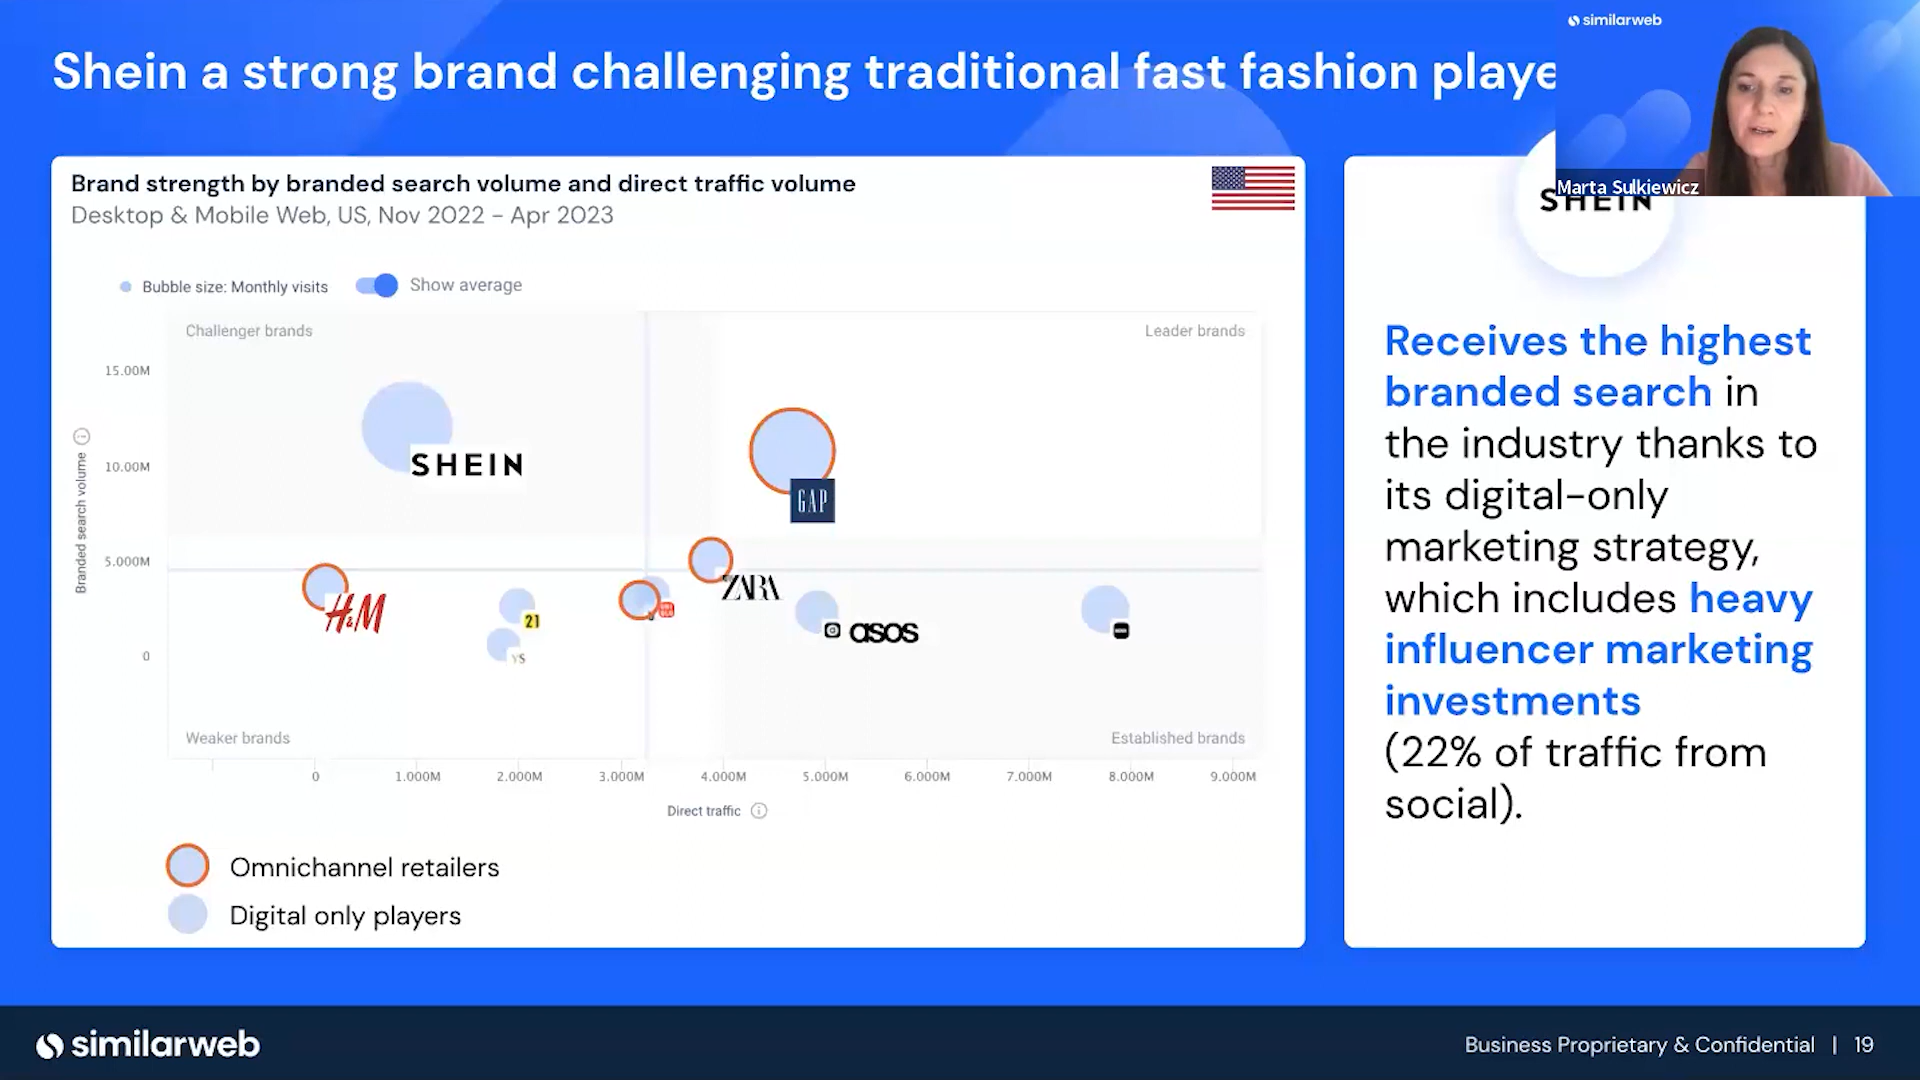 similarweb
Shein a strong brand challenging traditional fast fashion playe
Marta Sulkiewicz
Brand strength by branded search volume and direct traffic volume
Desktop & Mobile Web, US, Nov 2022 - Apr 2023
Bubble size: Monthly visits
Show average
Challenger brands
Leader brands
15.00M
10.00M
5.000M
0
Branded search volume
SHEIN
GAP
ZARA
H&M
21
YS
asos
Weaker brands
Established brands
0
1.000M
2.000M
3.000M
4.000M
5.000M
6.000M
7.000M
8.000M
9.000M
Direct traffic
Omnichannel retailers
Digital only players
SHEIN
Receives the highest
branded search in
the industry thanks to
its digital-only
marketing strategy,
which includes heavy
influencer marketing
investments
(22% of traffic from
social).
similarweb
Business Proprietary & Confidential | 19